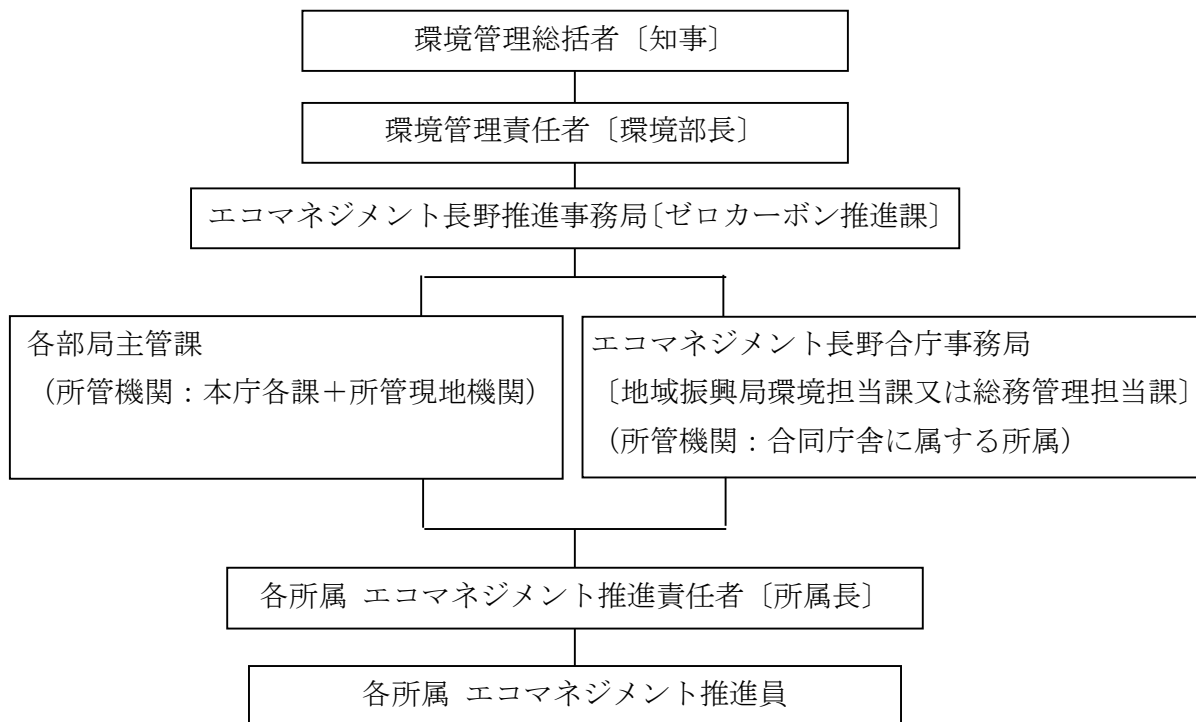 環境管理総括者〔知事〕
環境管理責任者〔環境部長〕
エコマネジメント長野推進事務局〔ゼロカーボン推進課〕
各部局主管課
（所管機関：本庁各課＋所管現地機関）
エコマネジメント長野合庁事務局
〔地域振興局環境担当課又は総務管理担当課〕
（所管機関：合同庁舎に属する所属）
各所属 エコマネジメント推進責任者〔所属長〕
各所属 エコマネジメント推進員